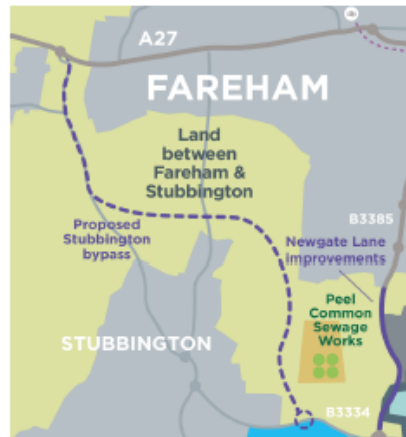 A27
FAREHAM
Land
between
Fareham &
Stubbington
Proposed
Stubbington
bypass
B3385
Newgate Lane
improvements
Peel
Common
Sewage
Works
STUBBINGTON
B3334